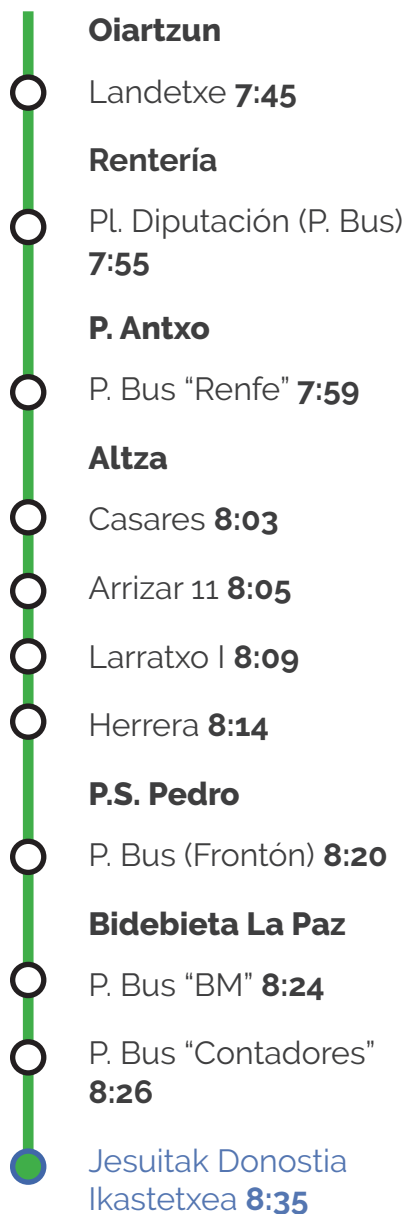 Oiartzun
Landetxe 7:45
Rentería
Pl. Diputación (P. Bus)
7:55
P. Antxo
P. Bus “Renfe” 7:59
Altza
Casares 8:03
Arrizar 11 8:05
Larratxo I 8:09
Herrera 8:14
P.S. Pedro
P. Bus (Frontón) 8:20
Bidebieta La Paz
P. Bus “BM” 8:24
P. Bus “Contadores”
8:26
Jesuitak Donostia
Ikastetxea 8:35